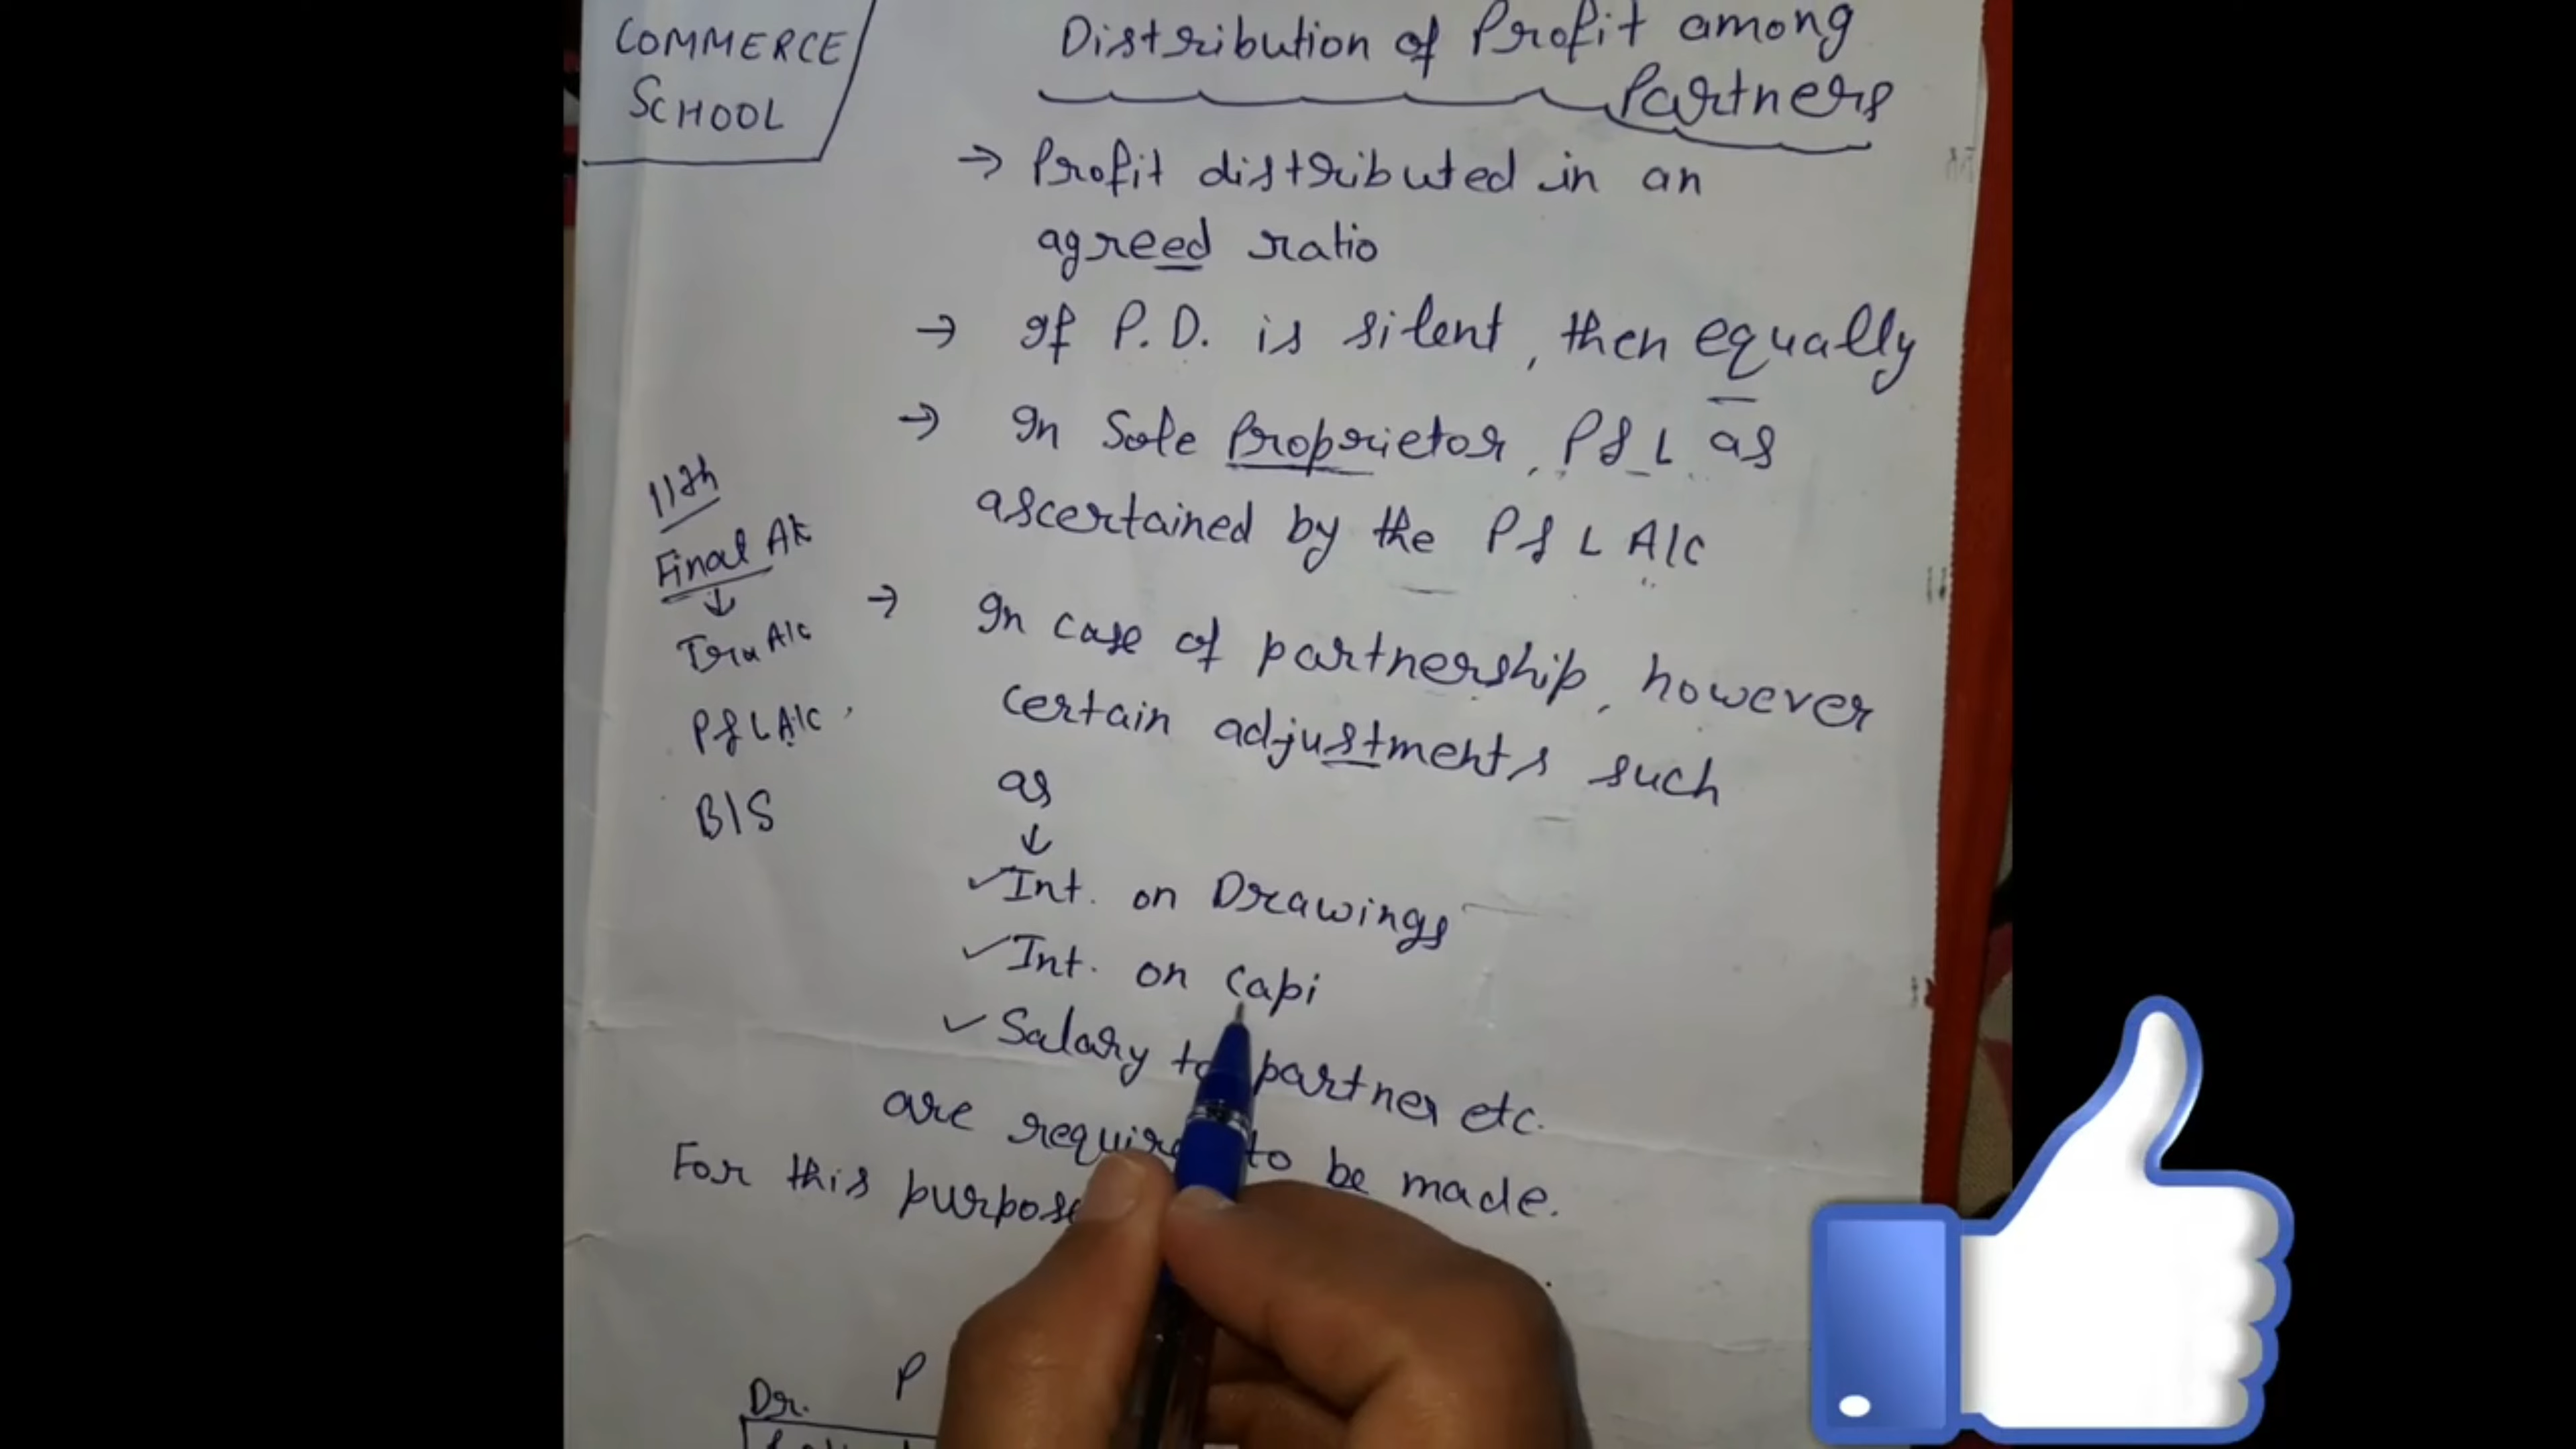 COMMERCE
SCHOOL
Distribution of Profit among
Partners
→ Profit distributed in an
agreed ratio
→ If P.D. is silent, then equally
→ In Sole Proprietor, P&L as
ascertained by the P&L A/c
→ In case of partnership, however
certain adjustments such
as
↓
✓ Int. on Drawings
✓ Int. on Capi
✓ Salary to partner etc.
are to be made.
For this purpose
11th
Final
↓
A/c
P&L A/c
B/S
Dr. P